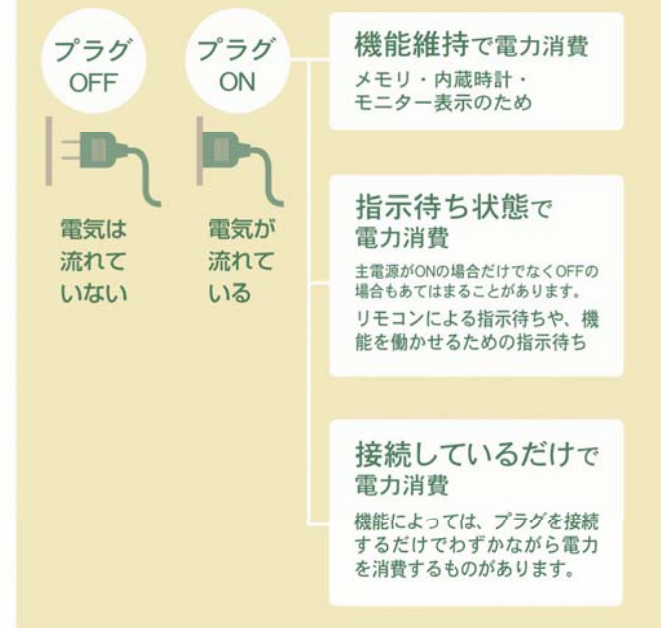 プラグ
OFF
電気は
流れて
いない
プラグ
ON
電気が
流れて
いる
機能維持で電力消費
メモリ・内蔵時計・
モニター表示のため
指示待ち状態で
電力消費
主電源がONの場合だけでなくOFFの
場合もあてはまることがあります。
リモコンによる指示待ちや、機
能を働かせるための指示待ち
接続しているだけで
電力消費
機能によっては、プラグを接続
するだけでわずかながら電力
を消費するものがあります。